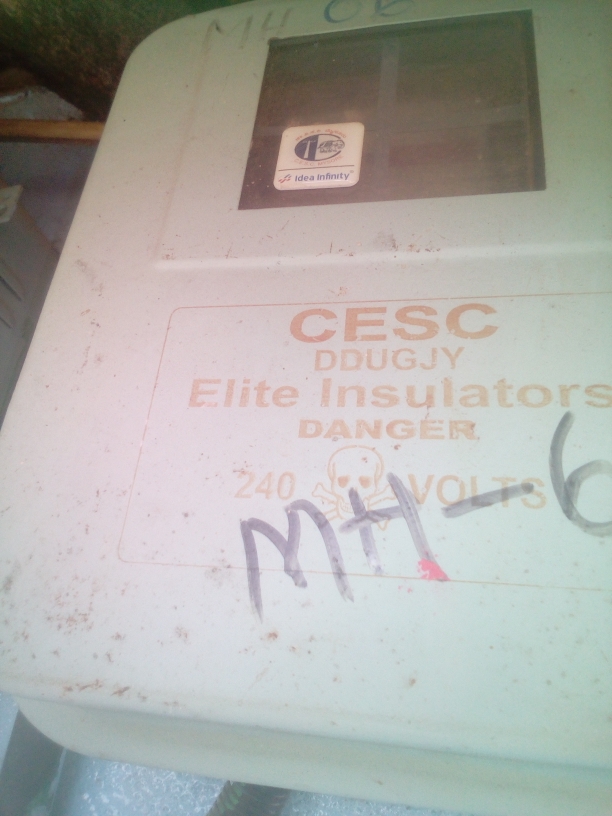 MH 06
Idea Infinity
CESC
DDUGJY
Elite Insulators
DANGER
240 VOLTS
MH-6